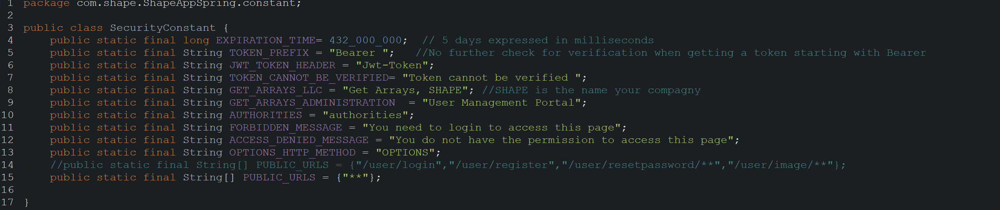 1 package com.shape.ShapeAppSpring.constant;
2
3 public class SecurityConstant {
4 public static final long EXPIRATION_TIME= 432_000_000; // 5 days expressed in milliseconds
5 public static final String TOKEN_PREFIX = "Bearer "; //No further check for verification when getting a token starting with Bearer
6 public static final String JWT_TOKEN_HEADER = "Jwt-Token";
7 public static final String TOKEN_CANNOT_BE_VERIFIED= "Token cannot be verified ";
8 public static final String GET_ARRAYS_LLC = "Get Arrays, SHAPE"; //SHAPE is the name your compagny
9 public static final String GET_ARRAYS_ADMINISTRATION  = "User Management Portal";
10 public static final String AUTHORITIES = "authorities";
11 public static final String FORBIDDEN_MESSAGE = "You need to login to access this page";
12 public static final String ACCESS_DENIED_MESSAGE = "You do not have the permission to access this page";
13 public static final String OPTIONS_HTTP_METHOD = "OPTIONS";
14 //public static final String[] PUBLIC_URLS = {"/user/login","/user/register","/user/resetpassword/**","/user/image/**"};
15 public static final String[] PUBLIC_URLS = {"**"};
16
17 }